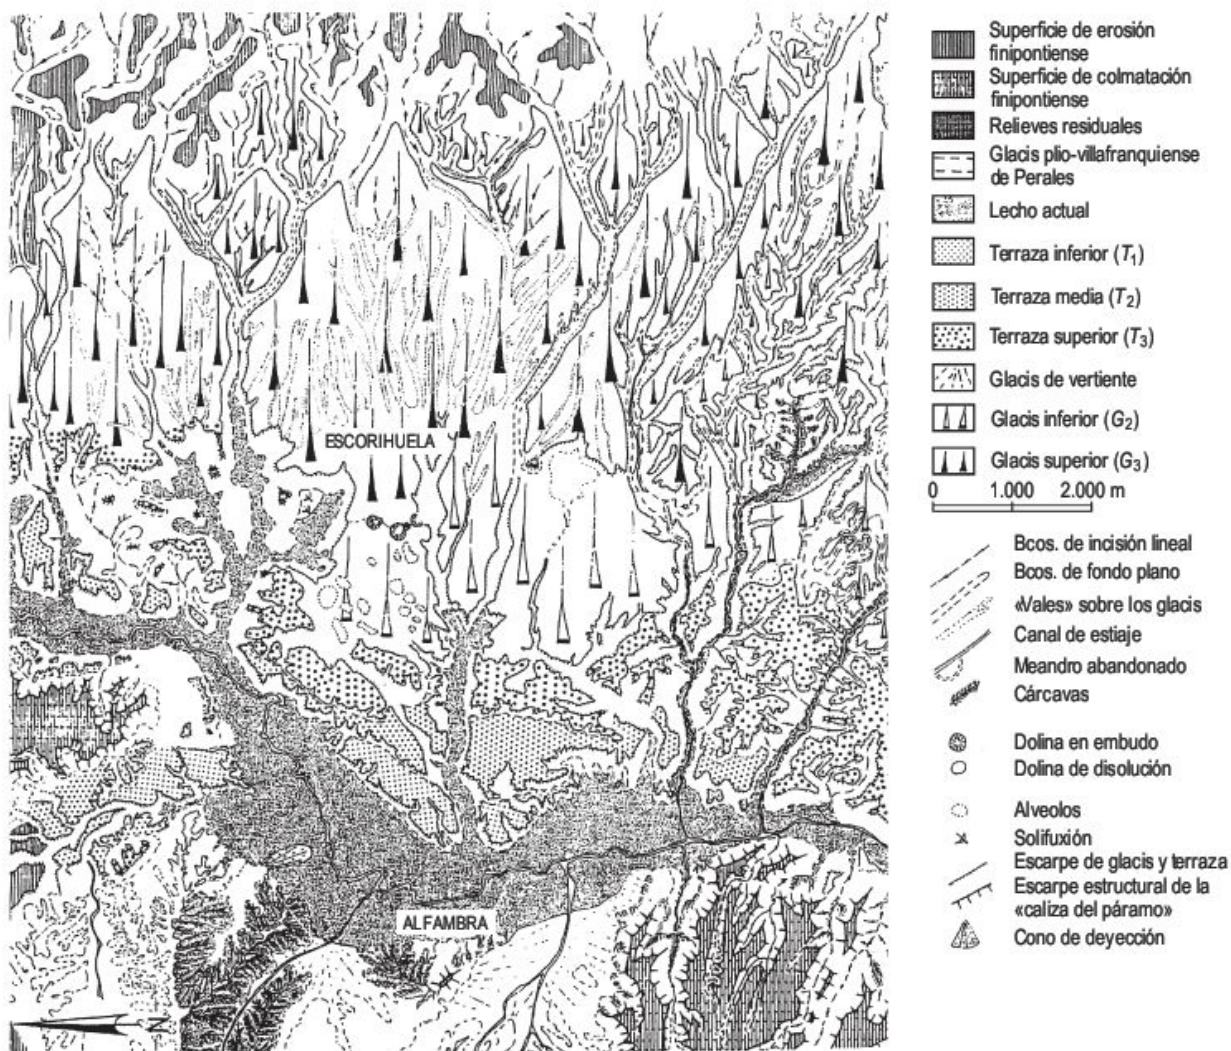 ESCORIHUELA
ALFAMBRA
N
Superficie de erosión
finipontiense
Superficie de colmatación
finipontiense
Relieves residuales
Glacis plio-villafranquiense
de Perales
Lecho actual
Terraza inferior (T1)
Terraza media (T2)
Terraza superior (T3)
Glacis de vertiente
Glacis inferior (G2)
Glacis superior (G3)
0 1.000 2.000 m
Bcos. de incisión lineal
Bcos. de fondo plano
«Vales» sobre los glacis
Canal de estiaje
Meandro abandonado
Cárcavas
Dolina en embudo
Dolina de disolución
Alveolos
Solifuxión
Escarpe de glacis y terraza
Escarpe estructural de la
«caliza del páramo»
Cono de deyección